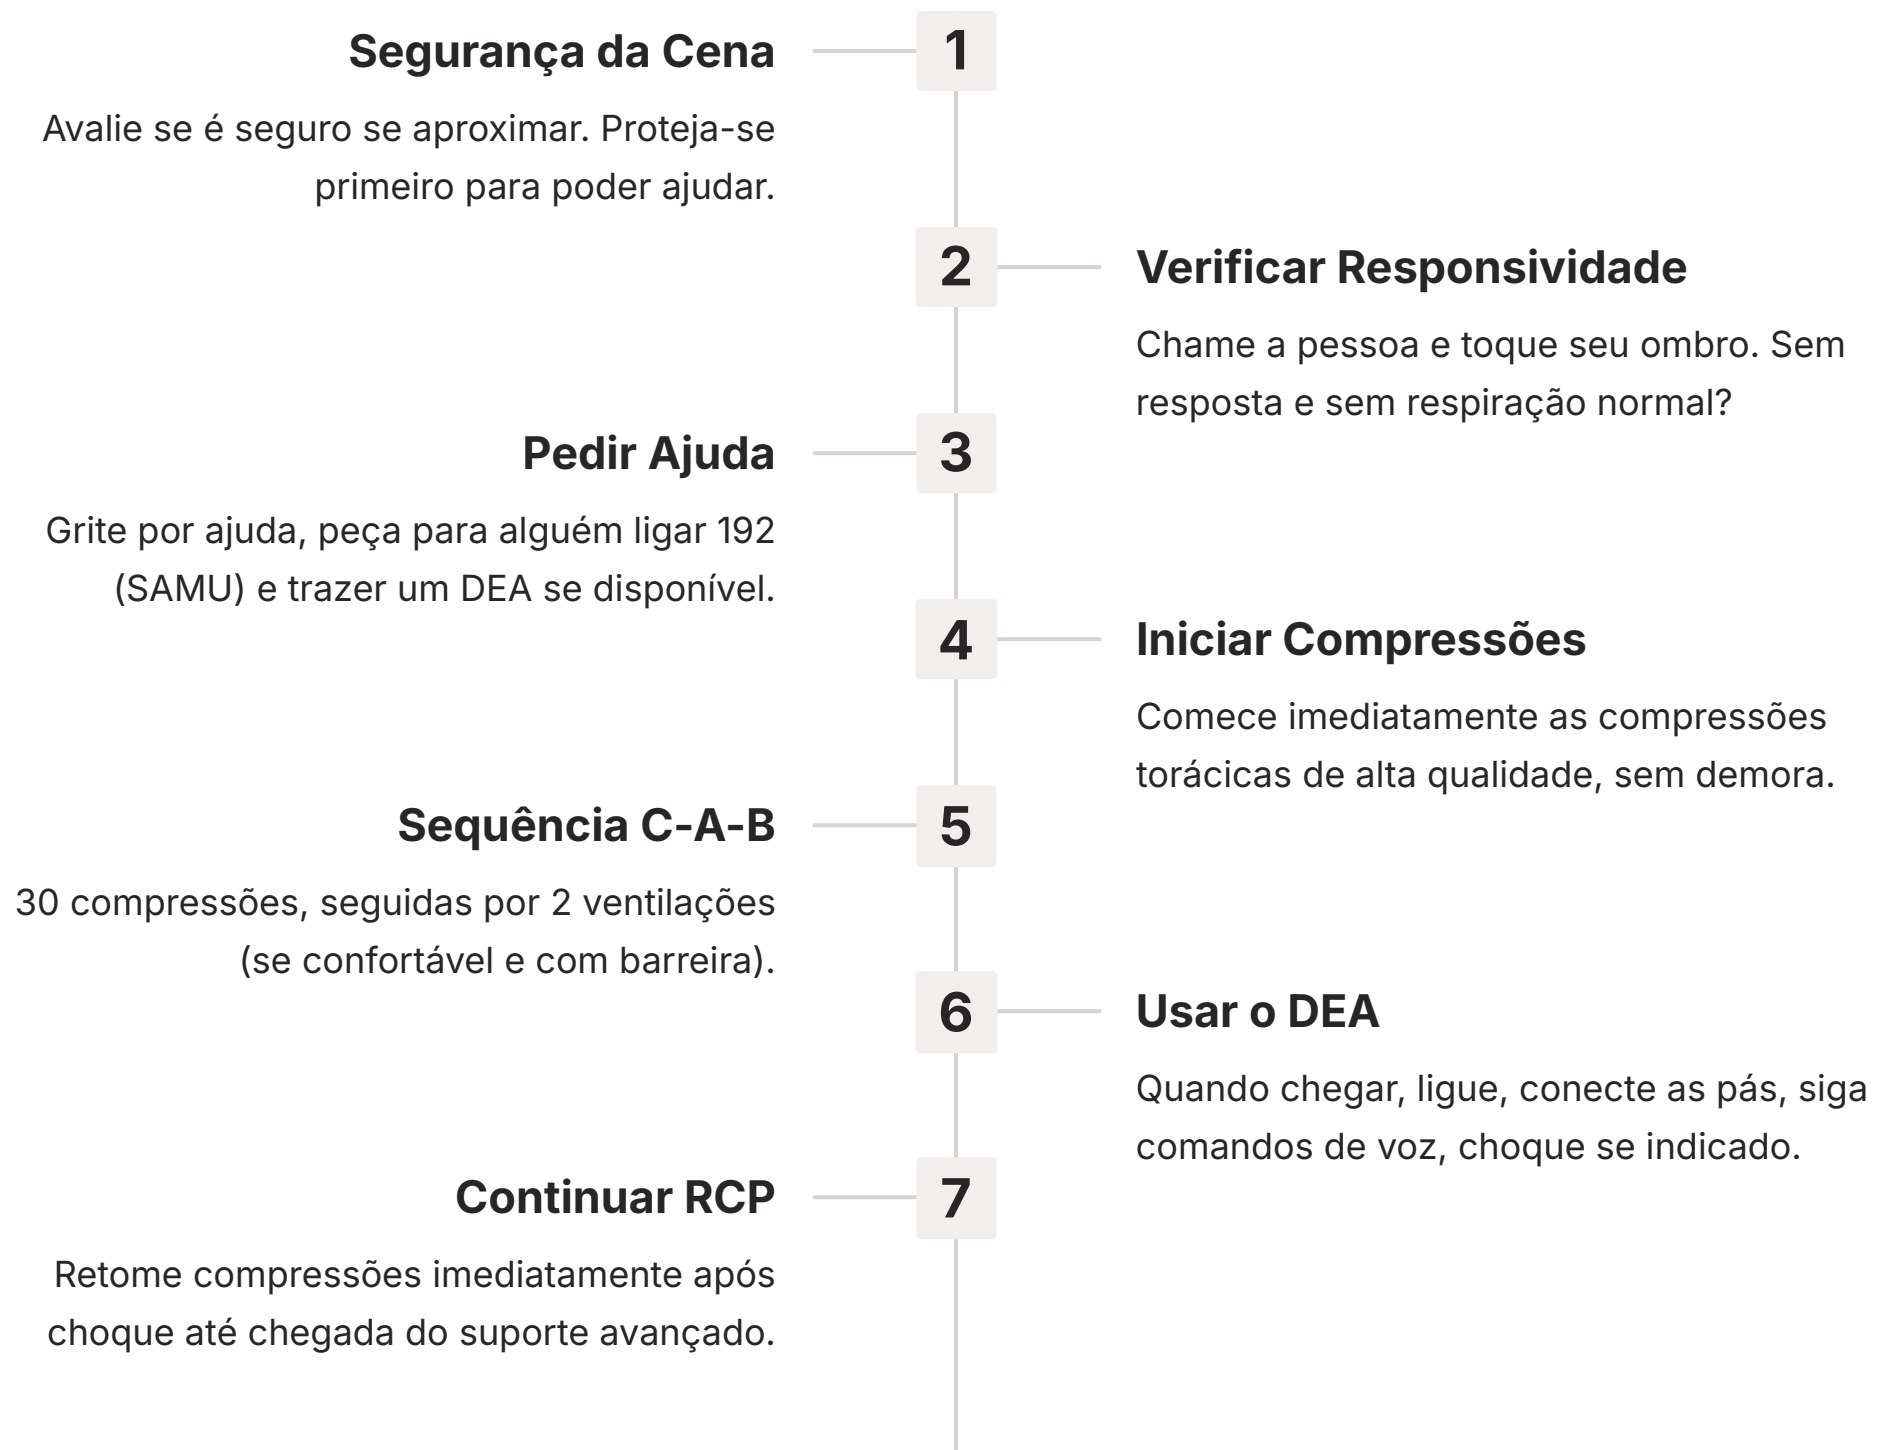 1
Segurança da Cena
Avalie se é seguro se aproximar. Proteja-se
primeiro para poder ajudar.
2
Verificar Responsividade
Chame a pessoa e toque seu ombro. Sem
resposta e sem respiração normal?
3
Pedir Ajuda
Grite por ajuda, peça para alguém ligar 192
(SAMU) e trazer um DEA se disponível.
4
Iniciar Compressões
Comece imediatamente as compressões
torácicas de alta qualidade, sem demora.
5
Sequência C-A-B
30 compressões, seguidas por 2 ventilações
(se confortável e com barreira).
6
Usar o DEA
Quando chegar, ligue, conecte as pás, siga
comandos de voz, choque se indicado.
7
Continuar RCP
Retome compressões imediatamente após
choque até chegada do suporte avançado.